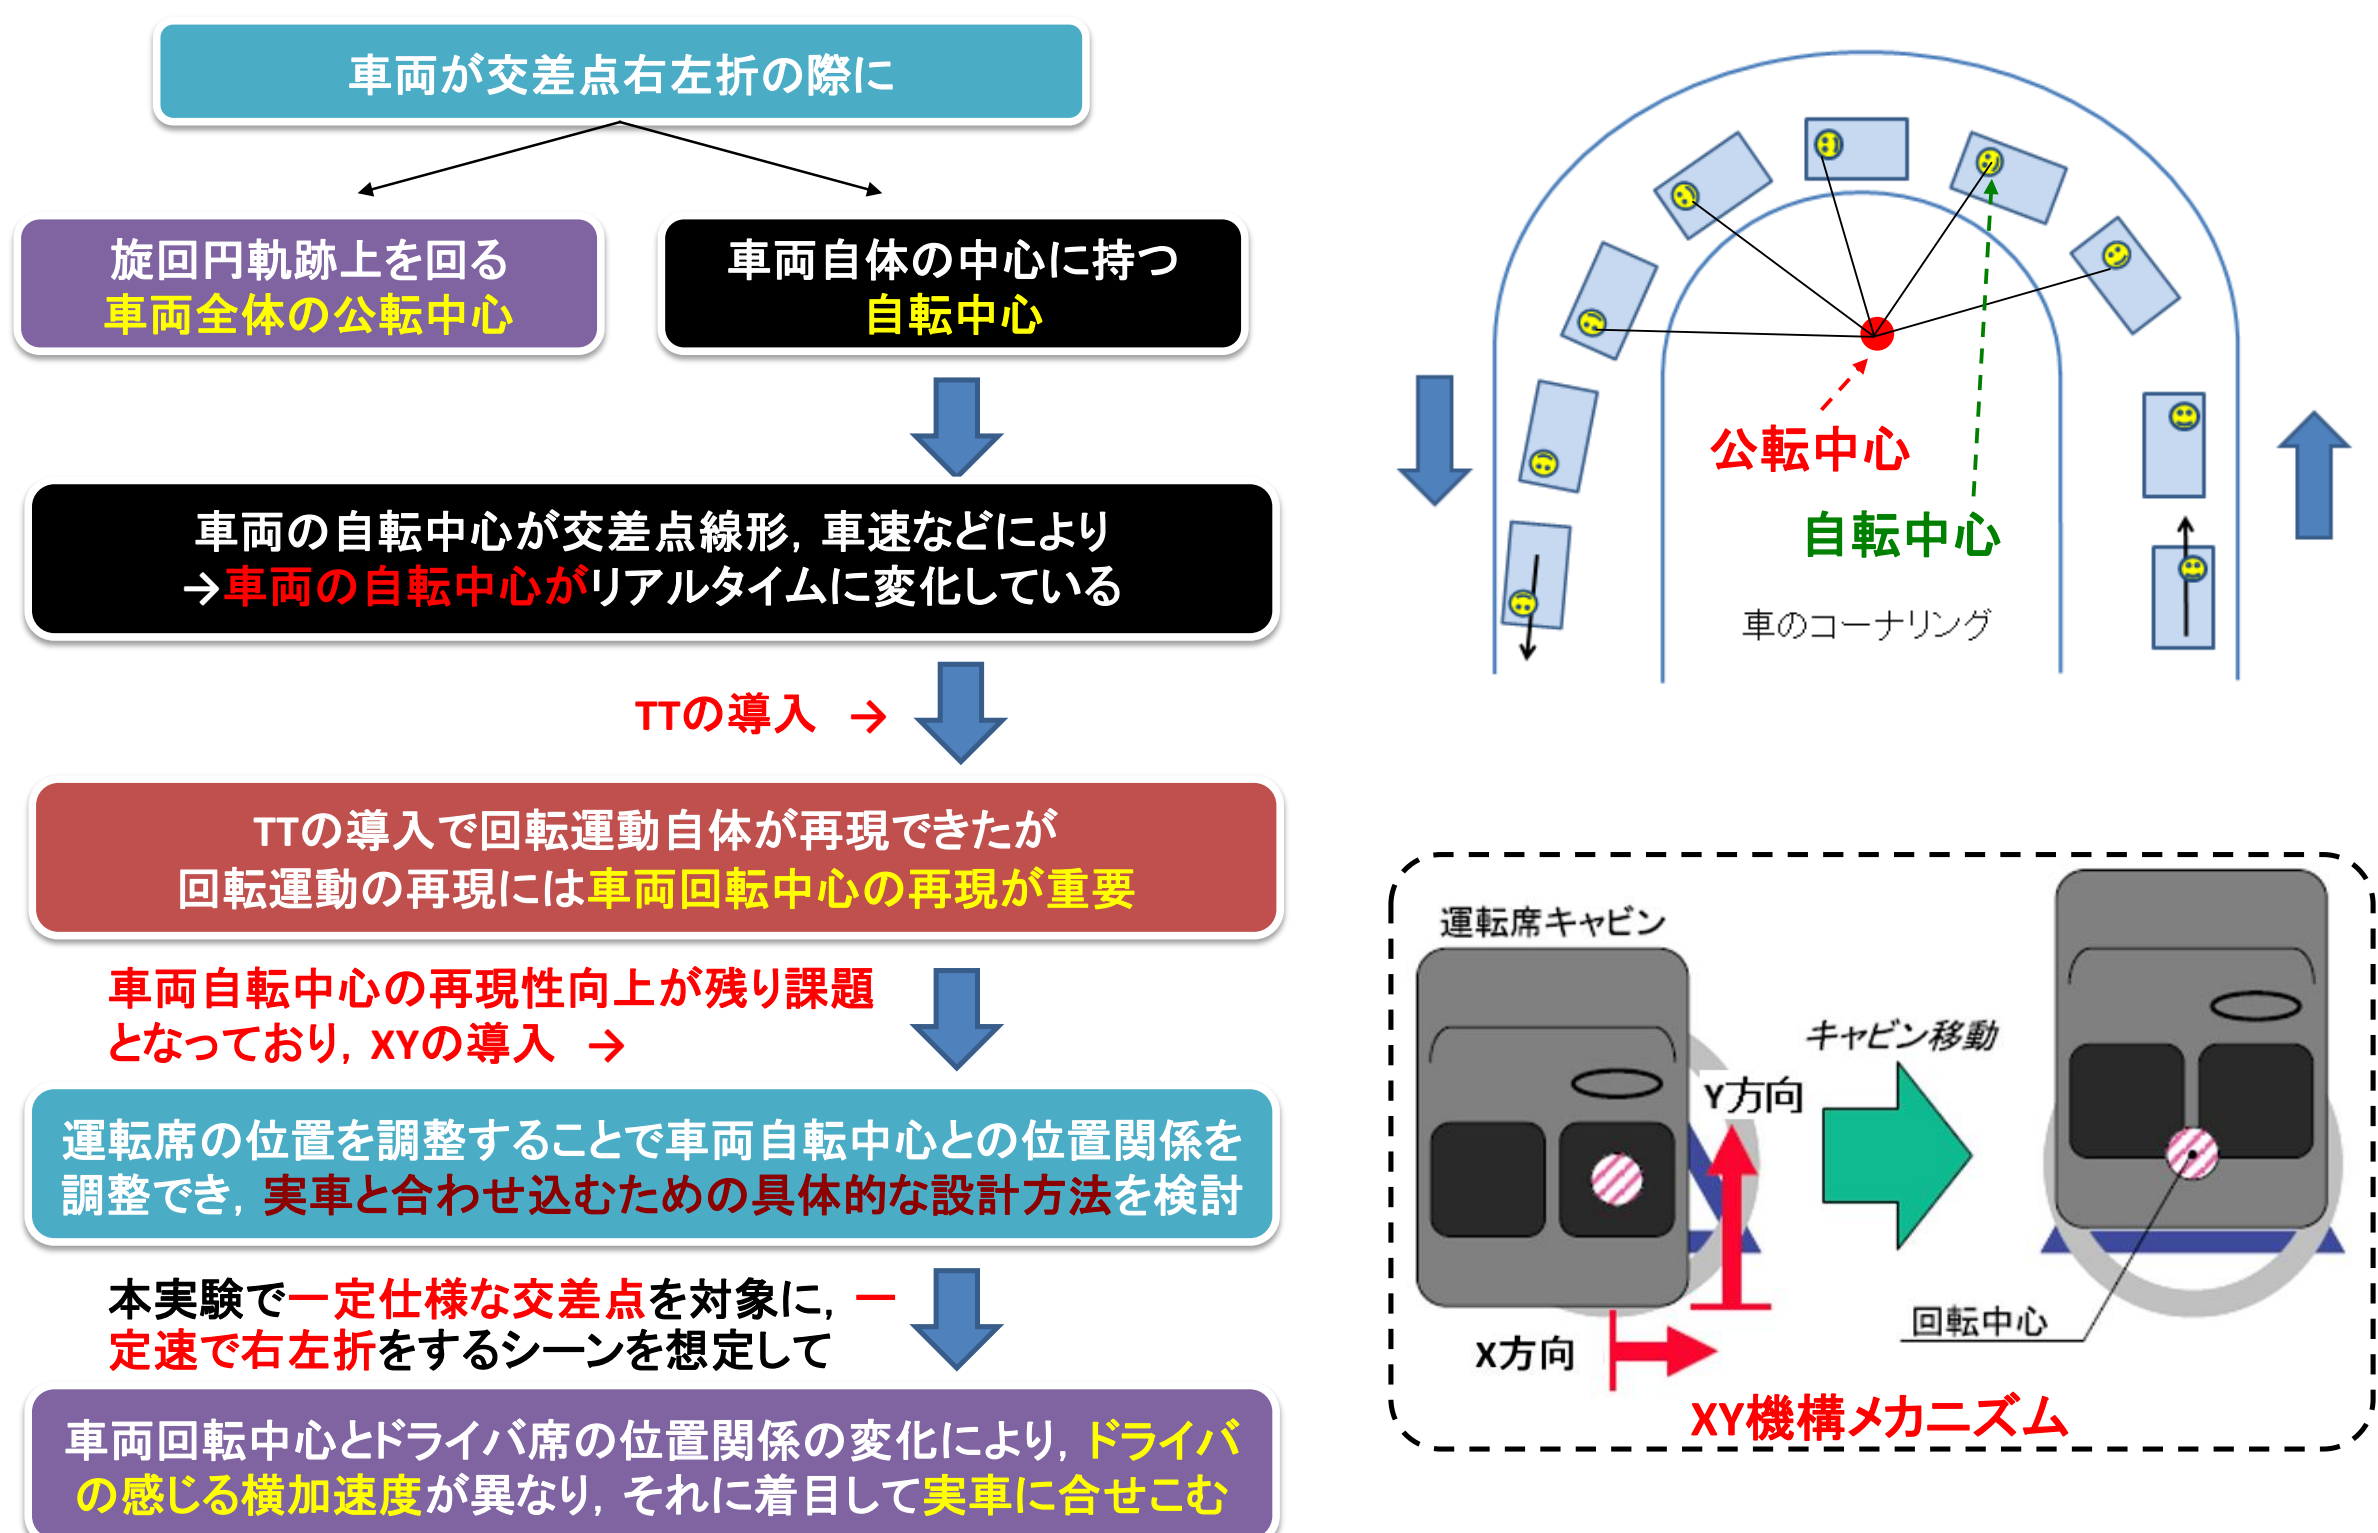 車両が交差点右左折の際に
旋回円軌跡上を回る
車両全体の公転中心
車両自体の中心に持つ
自転中心
車両の自転中心が交差点線形，車速などにより
→車両の自転中心がリアルタイムに変化している
TTの導入 →
TTの導入で回転運動自体が再現できたが
回転運動の再現には車両回転中心の再現が重要
車両自転中心の再現性向上が残り課題
となっており，XYの導入 →
運転席の位置を調整することで車両自転中心との位置関係を
調整でき，実車と合わせ込むための具体的な設計方法を検討
本実験で一定仕様な交差点を対象に，一
定速で右左折をするシーンを想定して
車両回転中心とドライバ席の位置関係の変化により，ドライバ
の感じる横加速度が異なり，それに着目して実車に合せこむ
公転中心
自転中心
車のコーナリング
運転席キャビン
キャビン移動
Y方向
X方向
回転中心
XY機構メカニズム